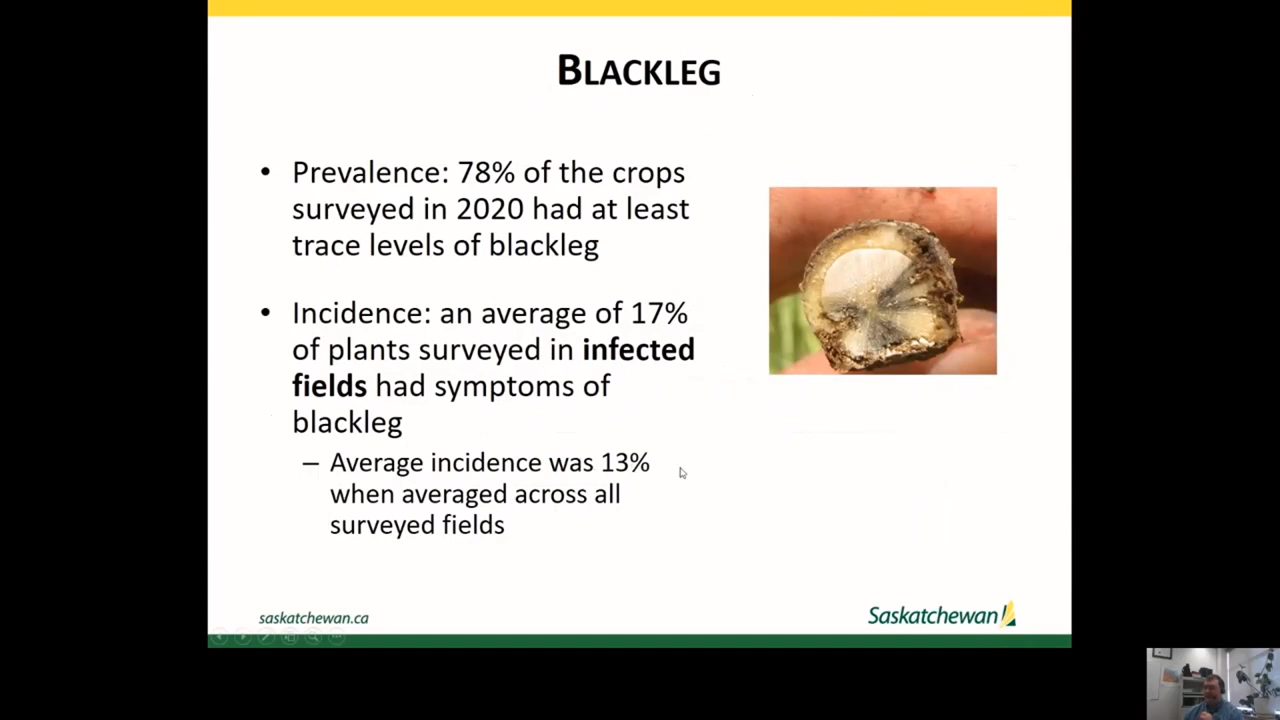 BLACKLEG
• Prevalence: 78% of the crops
surveyed in 2020 had at least
trace levels of blackleg
• Incidence: an average of 17%
of plants surveyed in infected
fields had symptoms of
blackleg
– Average incidence was 13%
when averaged across all
surveyed fields
saskatchewan.ca
Saskatchewan